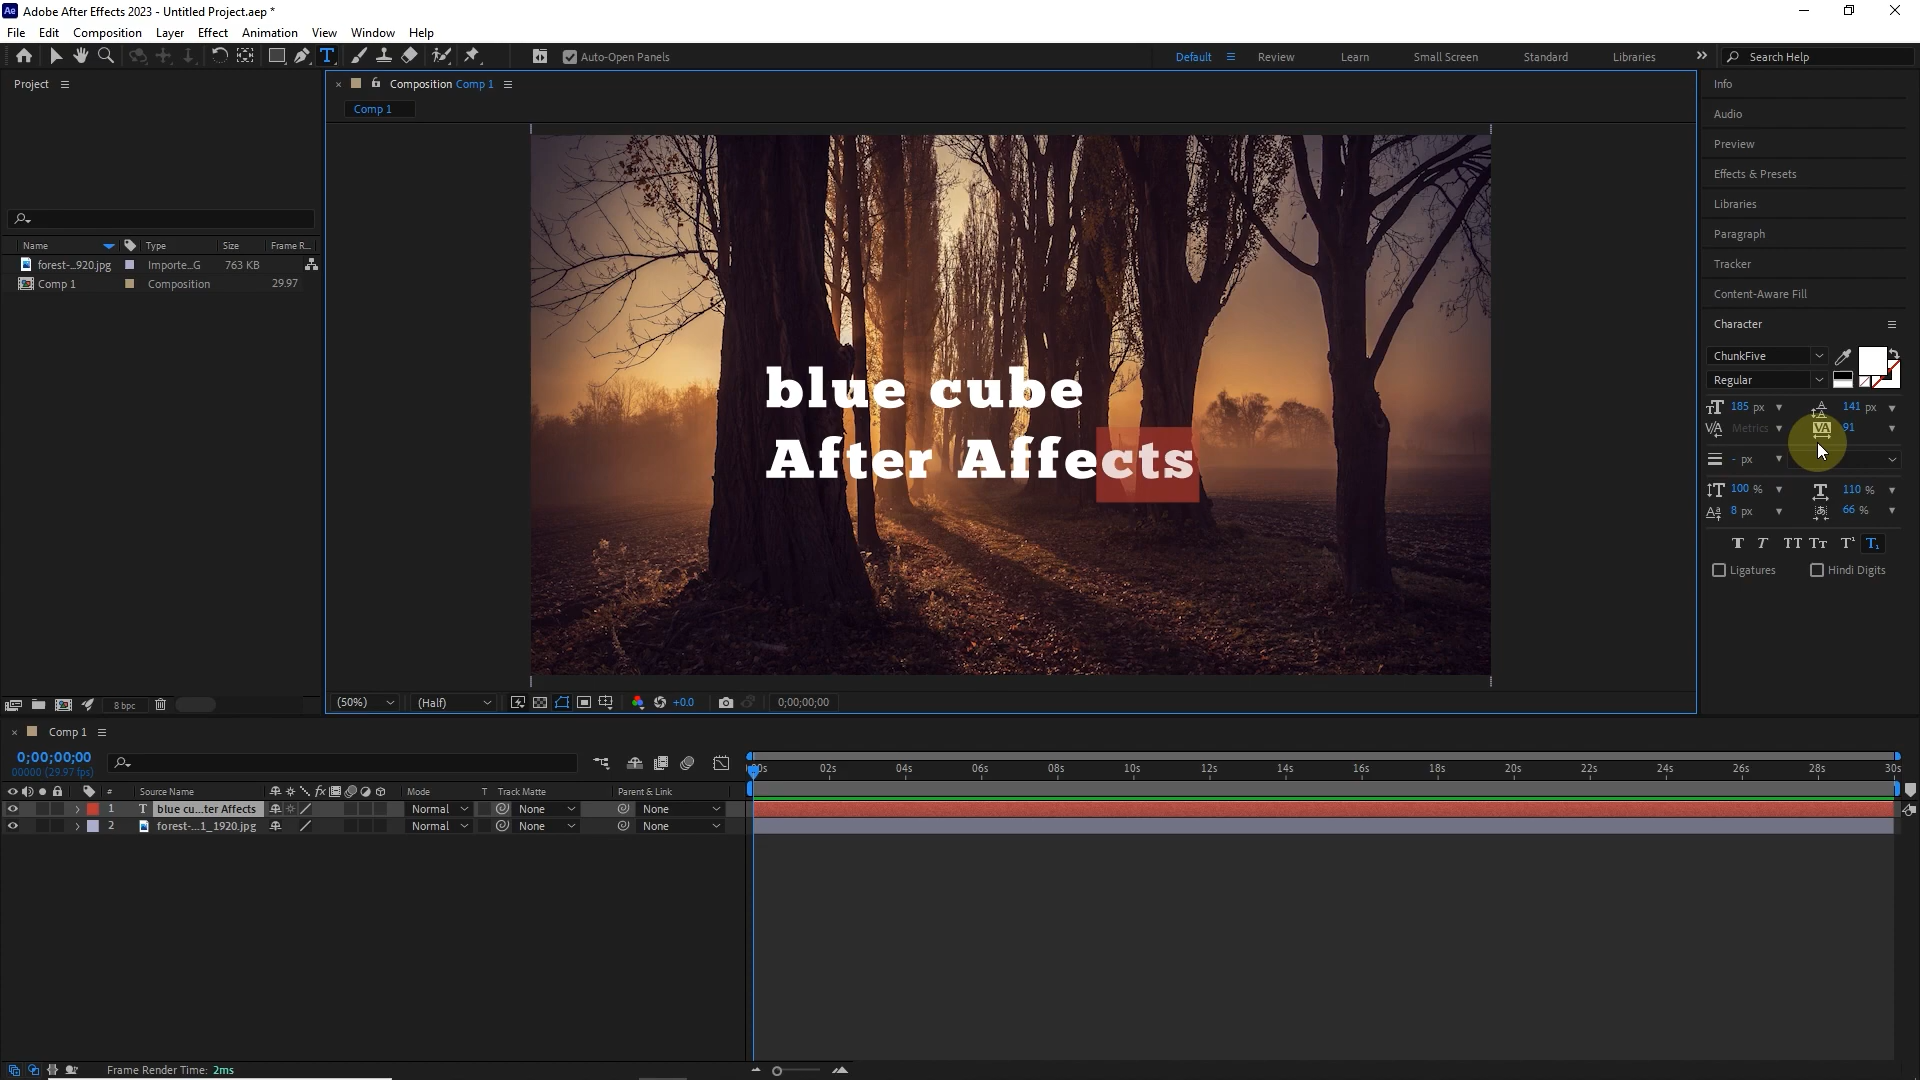 Adobe After Effects 2023 - Untitled Project.aep *
File Edit Composition Layer Effect Animation View Window Help
Auto-Open Panels
Default Review Learn Small Screen Standard Libraries Search Help
Project
Composition Comp 1
Comp 1
Name Type Size Frame R...
forest-...920.jpg Importe...G 763 KB
Comp 1 Composition 29.97
blue cube
After Affects
Info
Audio
Preview
Effects & Presets
Libraries
Paragraph
Tracker
Content-Aware Fill
Character
ChunkFive
Regular
185 px 141 px
Metrics 91
- px
100 % 110 %
8 px 66 %
Ligatures Hindi Digits
8 bpc
(50%) (Half) +0.0 0;00;00;00
Comp 1
0;00;00;00
00000 (29.97 fps)
00s 02s 04s 06s 08s 10s 12s 14s 16s 18s 20s 22s 24s 26s 28s 30s
# Source Name Mode T Track Matte Parent & Link
1 T blue cu...ter Affects Normal None None
2 forest-...1_1920.jpg Normal None None
Frame Render Time: 2ms